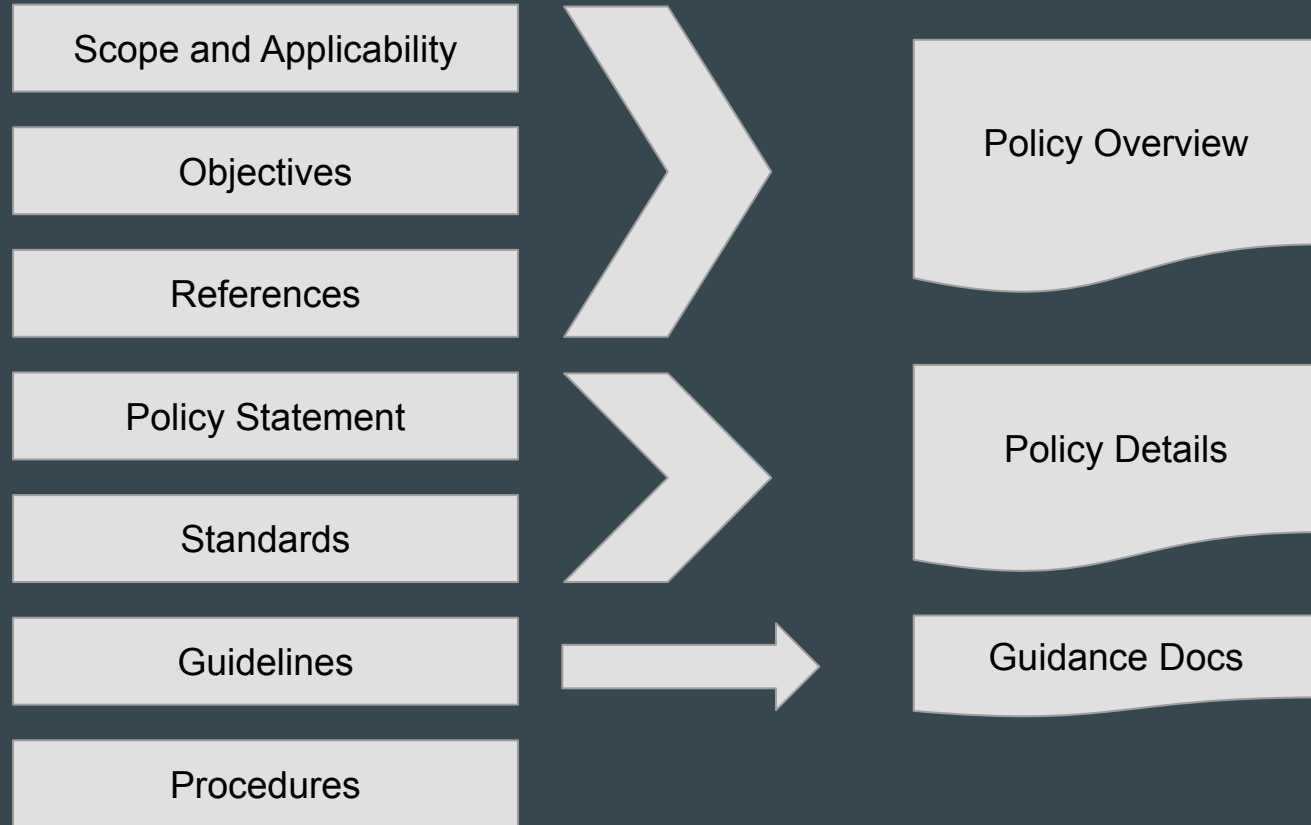 Scope and Applicability
Objectives
References
Policy Statement
Standards
Guidelines
Procedures
Policy Overview
Policy Details
Guidance Docs